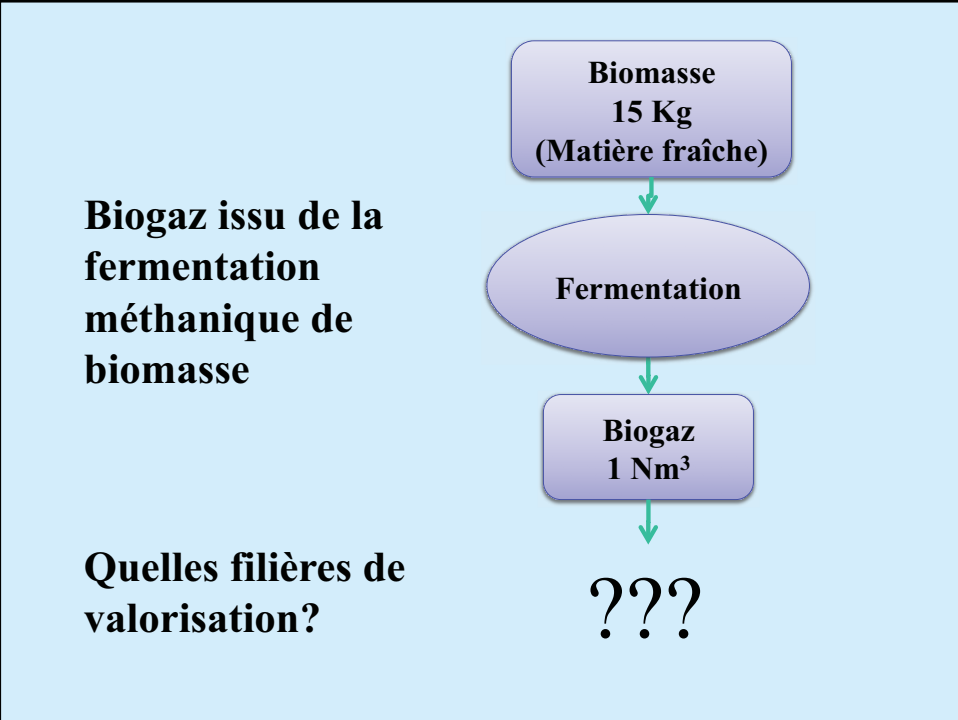 Biomasse
15 Kg
(Matière fraîche)
Biogaz issu de la
fermentation
méthanique de
biomasse
Fermentation
Biogaz
1 Nm³
Quelles filières de
valorisation?
???